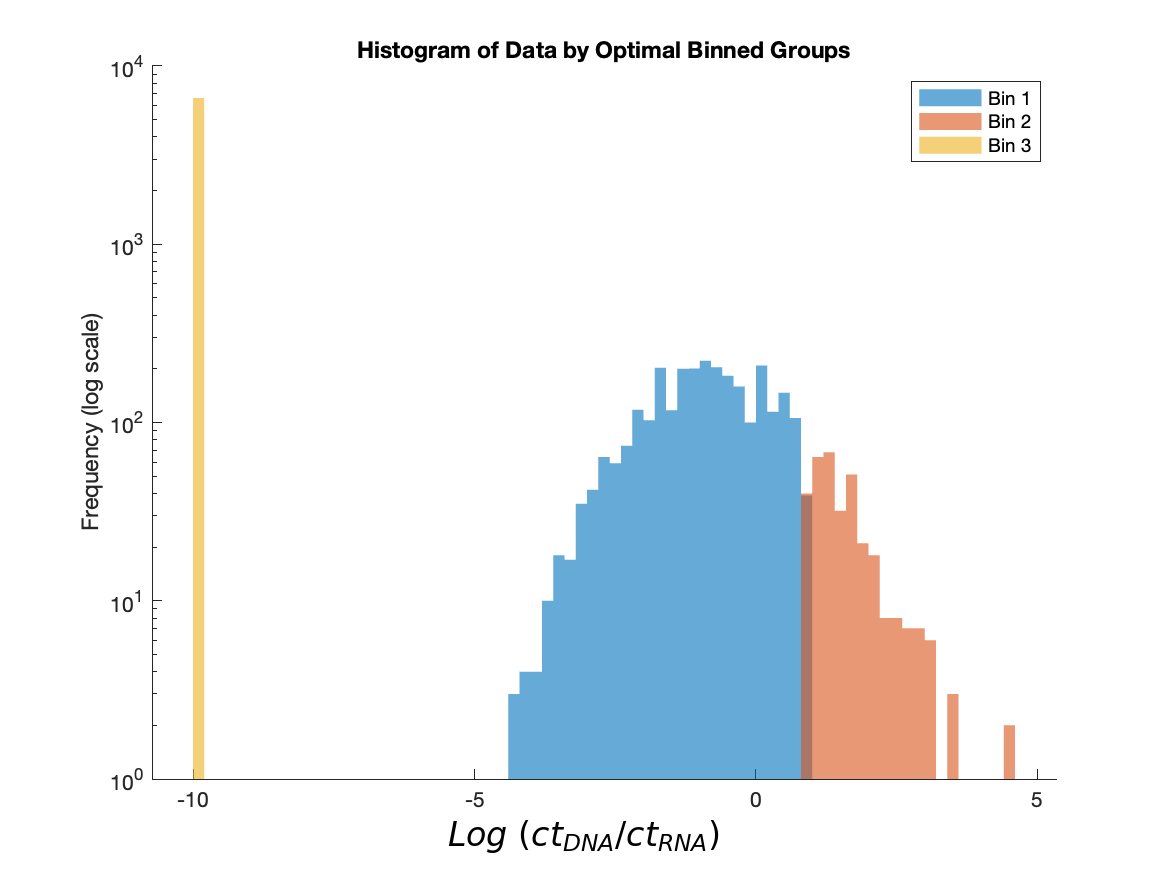 Histogram of Data by Optimal Binned Groups
10^4
10^3
10^2
10^1
10^0
Frequency (log scale)
Bin 1
Bin 2
Bin 3
-10 -5 0 5
Log (ct_DNA/ct_RNA)